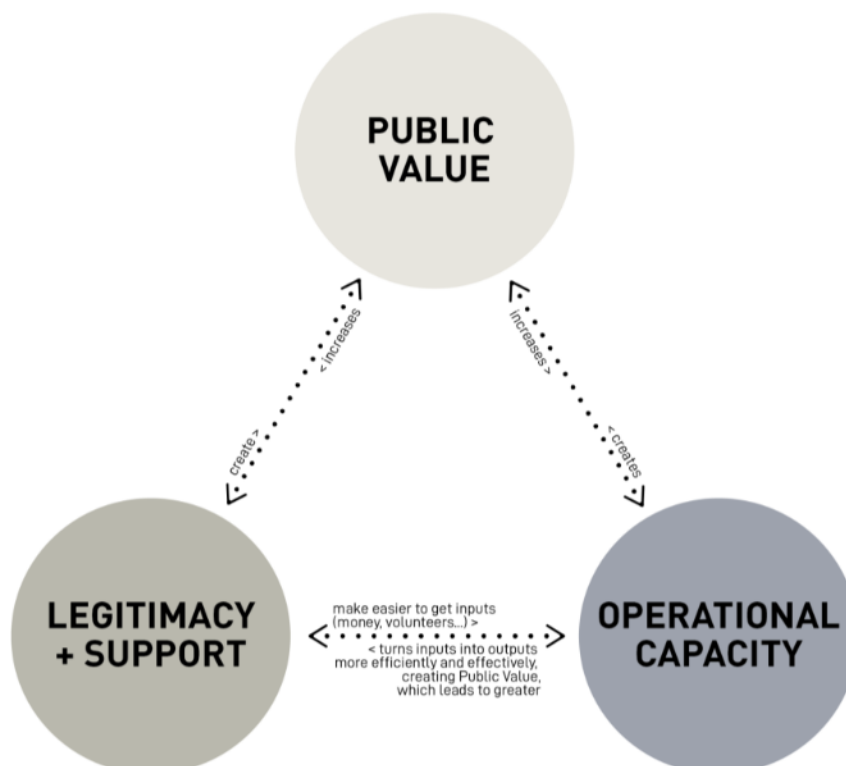 PUBLIC
VALUE
< increases
increases >
create >
< creates
LEGITIMACY
+ SUPPORT
make easier to get inputs
(money, volunteers...) >
< turns inputs into outputs
more efficiently and effectively,
creating Public Value,
which leads to greater
OPERATIONAL
CAPACITY